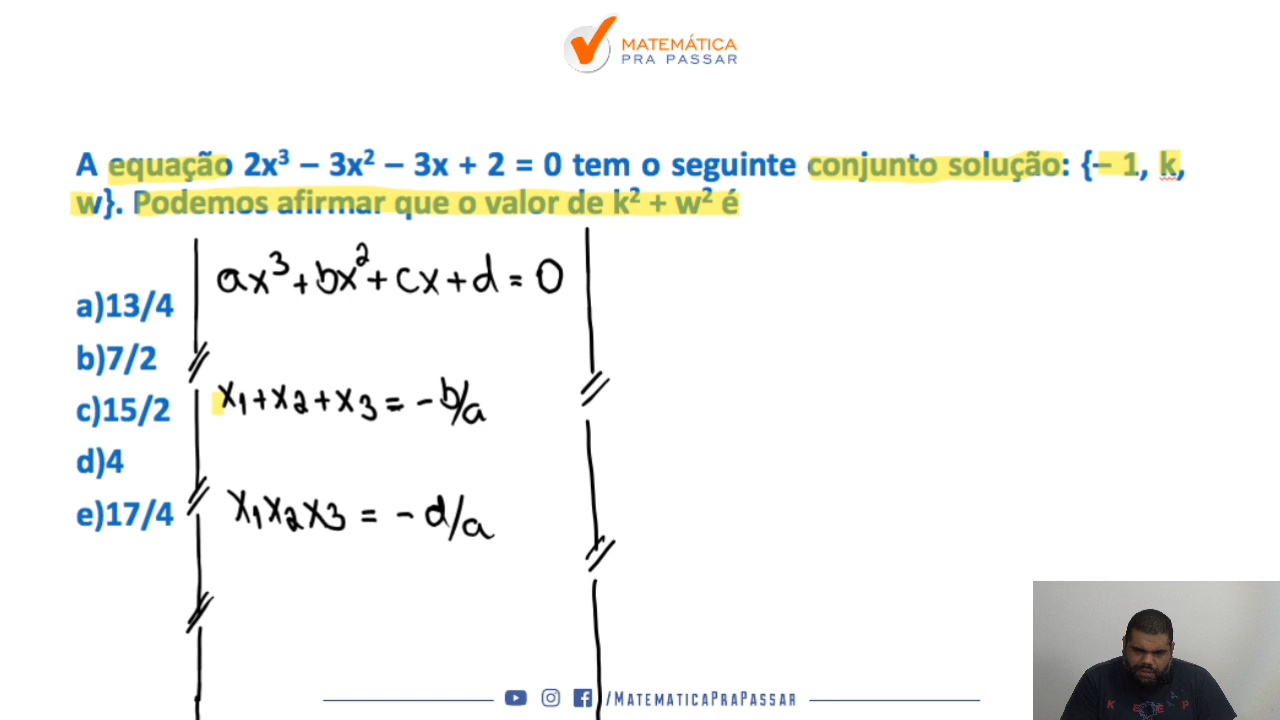 MATEMÁTICA
PRA PASSAR
A equação 2x³ – 3x² – 3x + 2 = 0 tem o seguinte conjunto solução: {– 1, k,
w}. Podemos afirmar que o valor de k² + w² é
ax³+bx²+cx+d=0
a)13/4
b)7/2
x₁+x₂+x₃=-b/a
c)15/2
d)4
x₁x₂x₃=-d/a
e)17/4
KEEP
/MATEMATICAPRAPASSAR